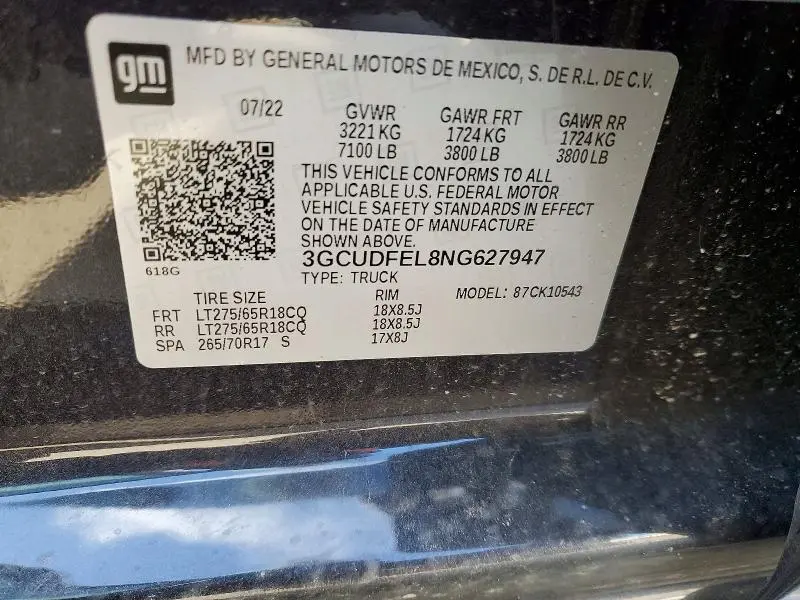 gm
MFD BY GENERAL MOTORS DE MEXICO, S. DE R.L. DE C.V.
07/22 GVWR GAWR FRT GAWR RR
3221 KG 1724 KG 1724 KG
7100 LB 3800 LB 3800 LB
THIS VEHICLE CONFORMS TO ALL
APPLICABLE U.S. FEDERAL MOTOR
VEHICLE SAFETY STANDARDS IN EFFECT
ON THE DATE OF MANUFACTURE
SHOWN ABOVE.
618G
3GCUDFEL8NG627947
TYPE: TRUCK
TIRE SIZE RIM MODEL: 87CK10543
FRT LT275/65R18CQ 18X8.5J
RR LT275/65R18CQ 18X8.5J
SPA 265/70R17 S 17X8J